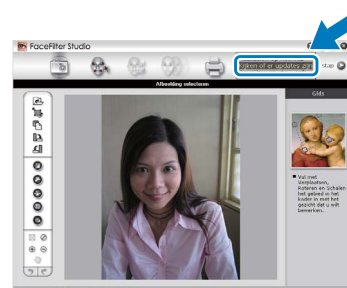 FaceFilter Studio
Kijken of er updates zijn
stap
Afbeelding selecteren
Gids
Val met
Verplaatsen,
Roteren en Schalen
het gebied in het
kader in met het
gezicht dat u wilt
bewerken.